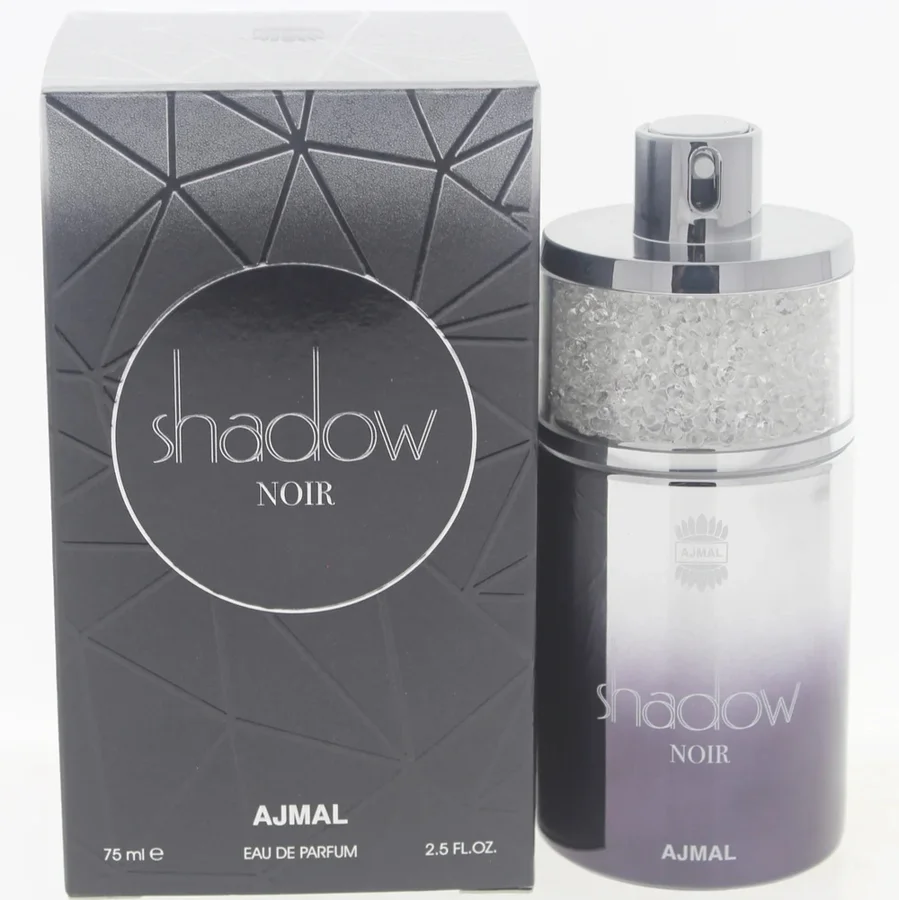 shadow
NOIR
AJMAL
75 ml e
EAU DE PARFUM
2.5 FL.OZ.
AJMAL
shadow
NOIR
AJMAL